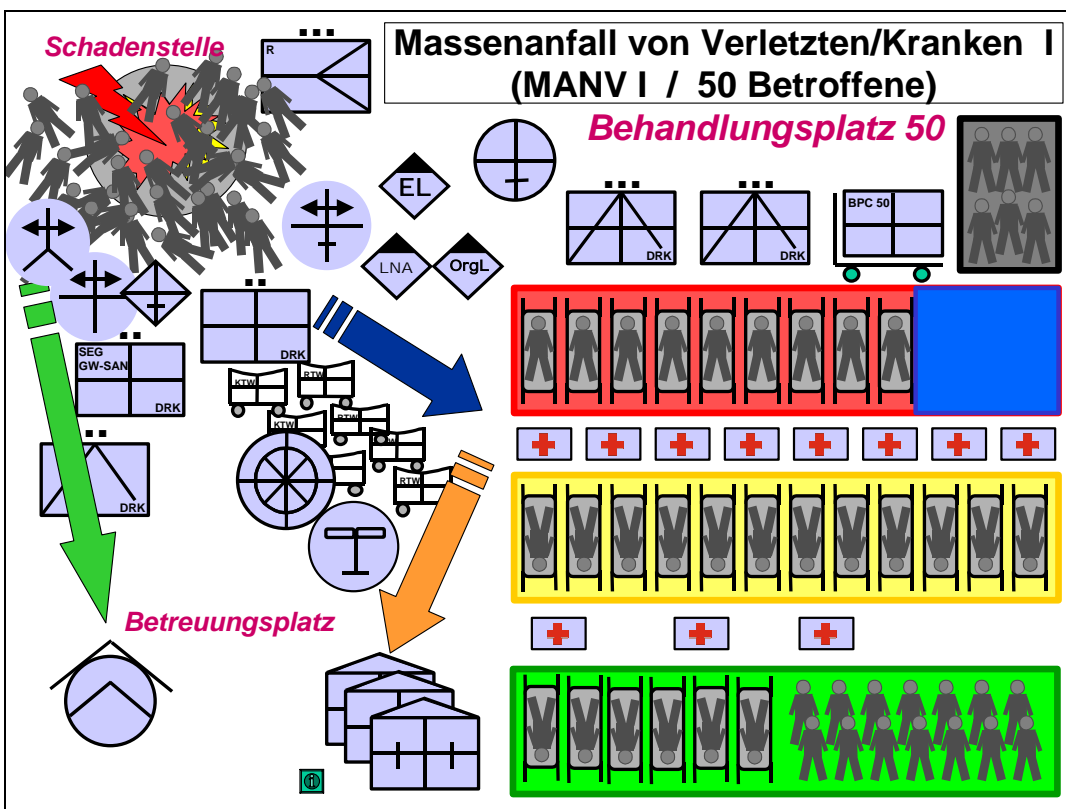 Schadenstelle
R
Massenanfall von Verletzten/Kranken I
(MANV I / 50 Betroffene)
Behandlungsplatz 50
EL
LNA
OrgL
DRK
DRK
BPC 50
SEG
GW-SAN
DRK
DRK
DRK
KTW
RTW
KTW
RTW
RTW
Betreuungsplatz